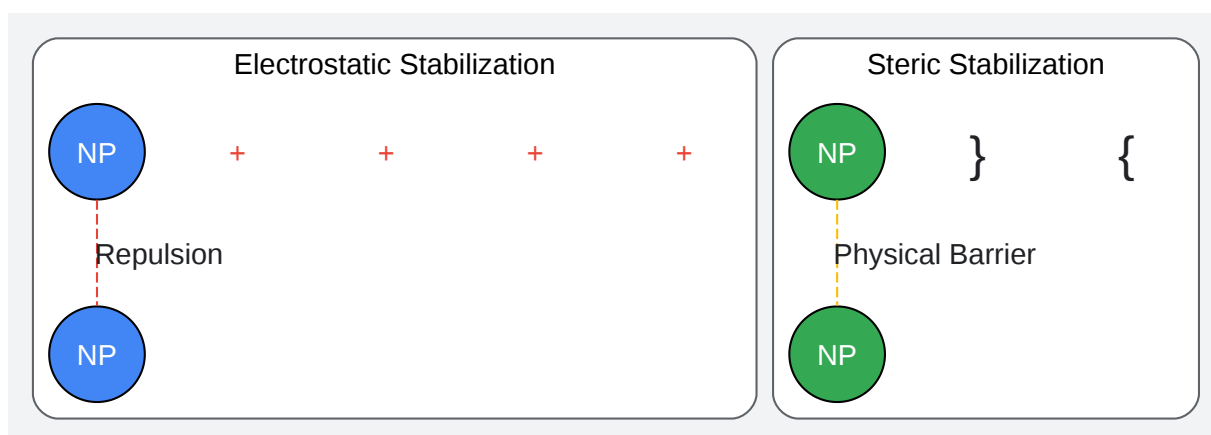 Electrostatic Stabilization
NP + + + +
Repulsion
NP
Steric Stabilization
NP } {
Physical Barrier
NP